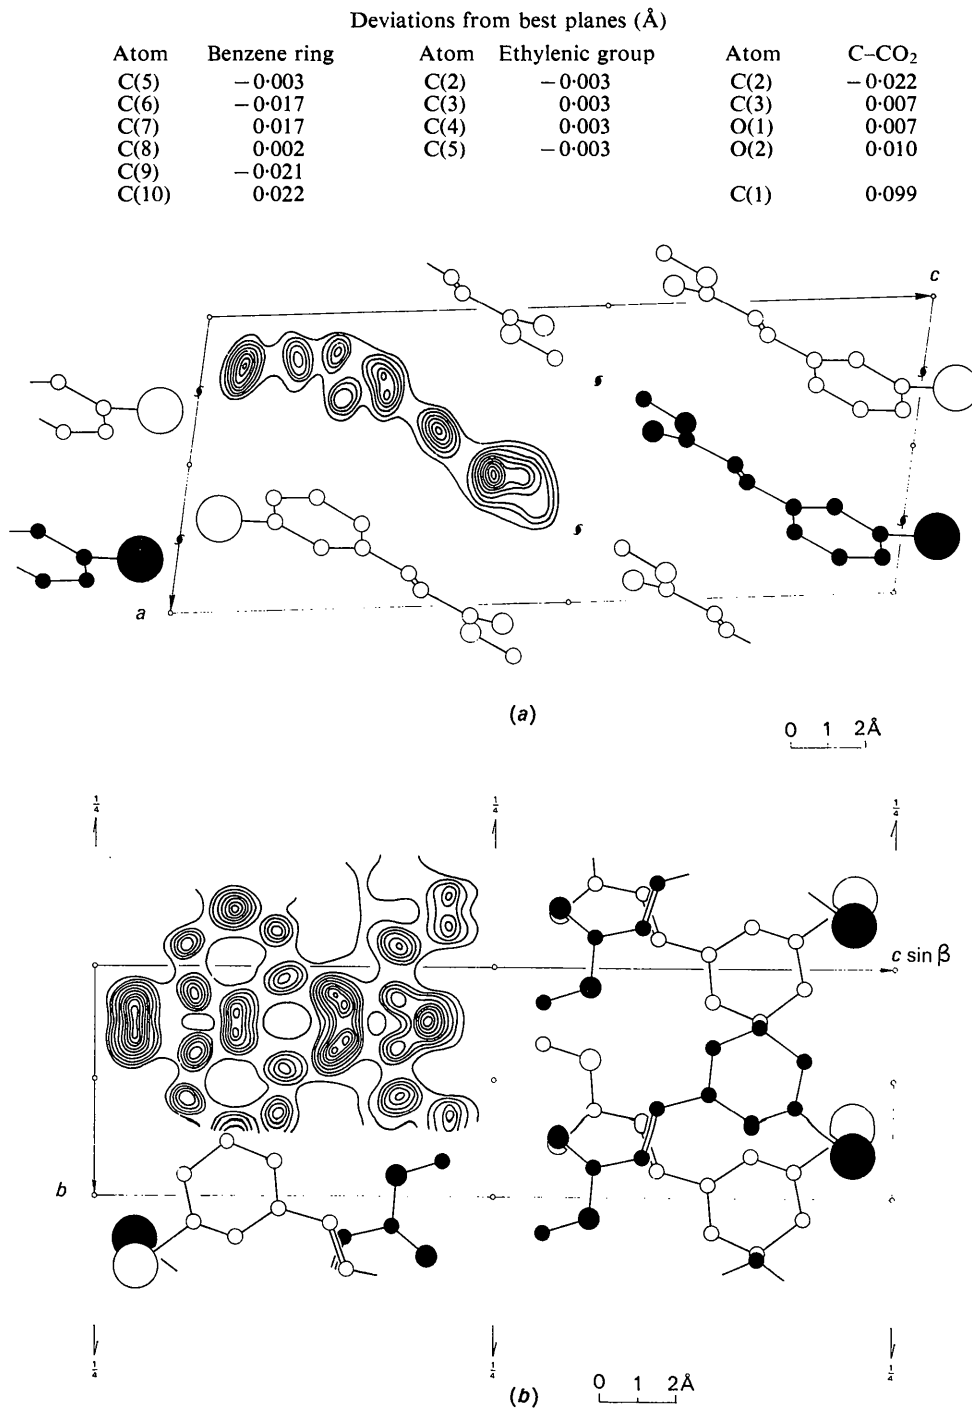 Deviations from best planes (Å)
Atom Benzene ring Atom Ethylenic group Atom C–CO₂
C(5) −0·003 C(2) −0·003 C(2) −0·022
C(6) −0·017 C(3) 0·003 C(3) 0·007
C(7) 0·017 C(4) 0·003 O(1) 0·007
C(8) 0·002 C(5) −0·003 O(2) 0·010
C(9) −0·021
C(10) 0·022 C(1) 0·099
c
a
(a)
0 1 2Å
¼ ¼ ¼
c sin β
b
¼ ¼ ¼
(b)
0 1 2Å